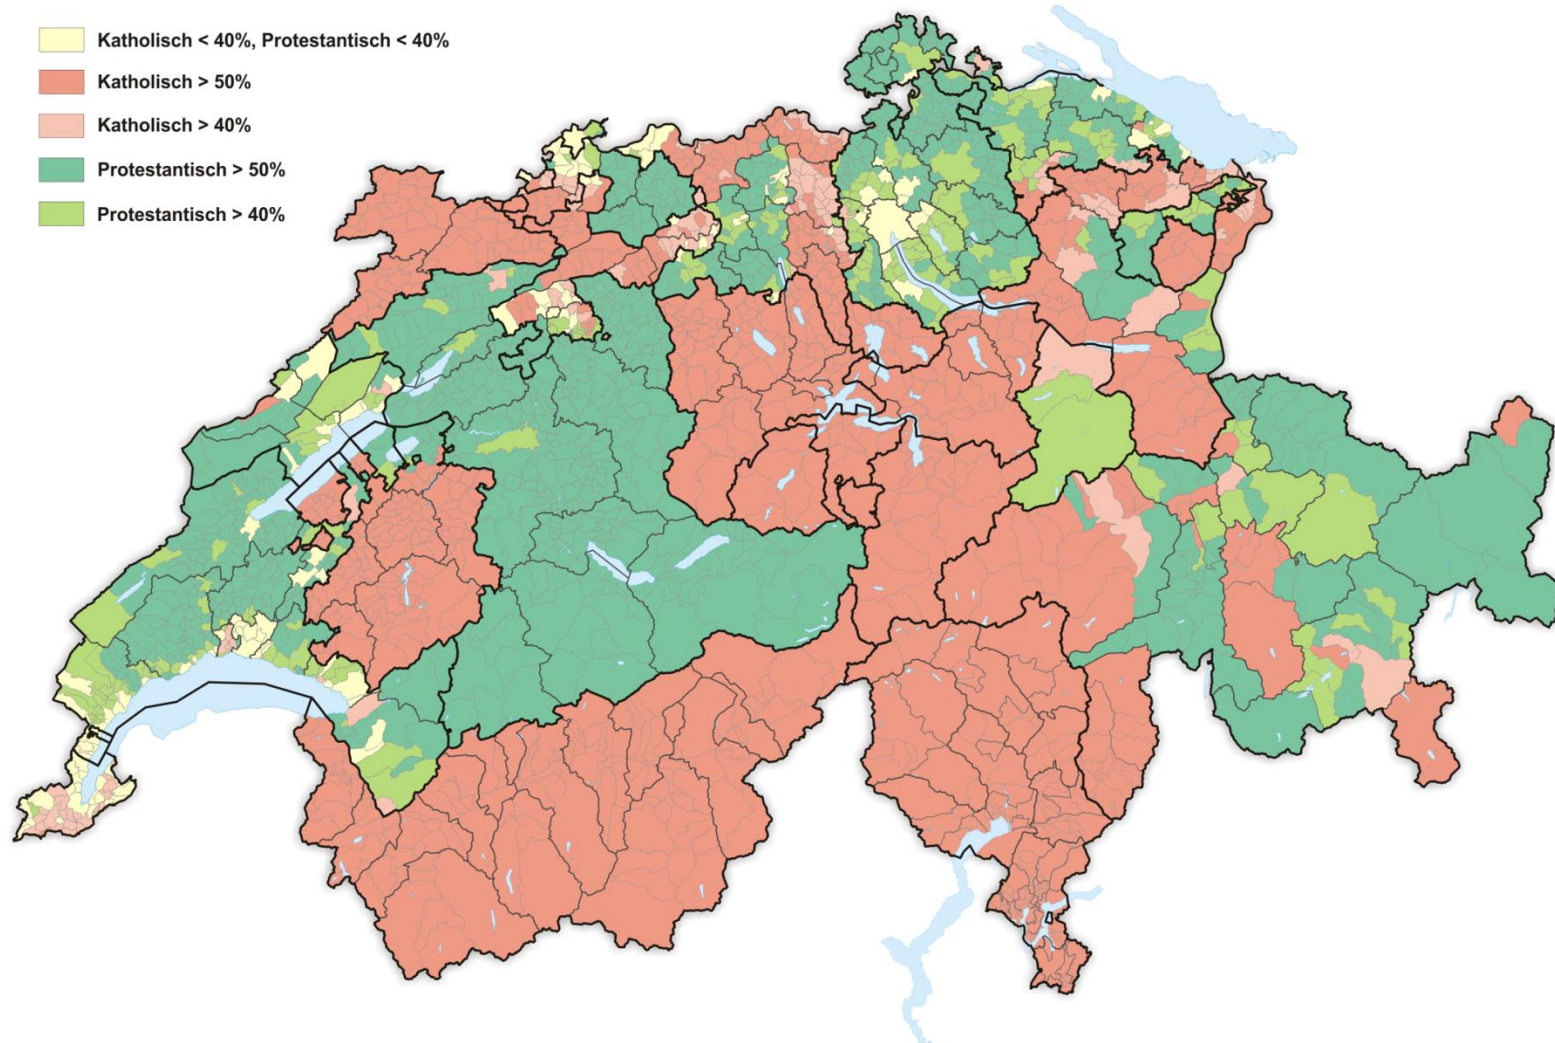 Katholisch < 40%, Protestantisch < 40%
Katholisch > 50%
Katholisch > 40%
Protestantisch > 50%
Protestantisch > 40%